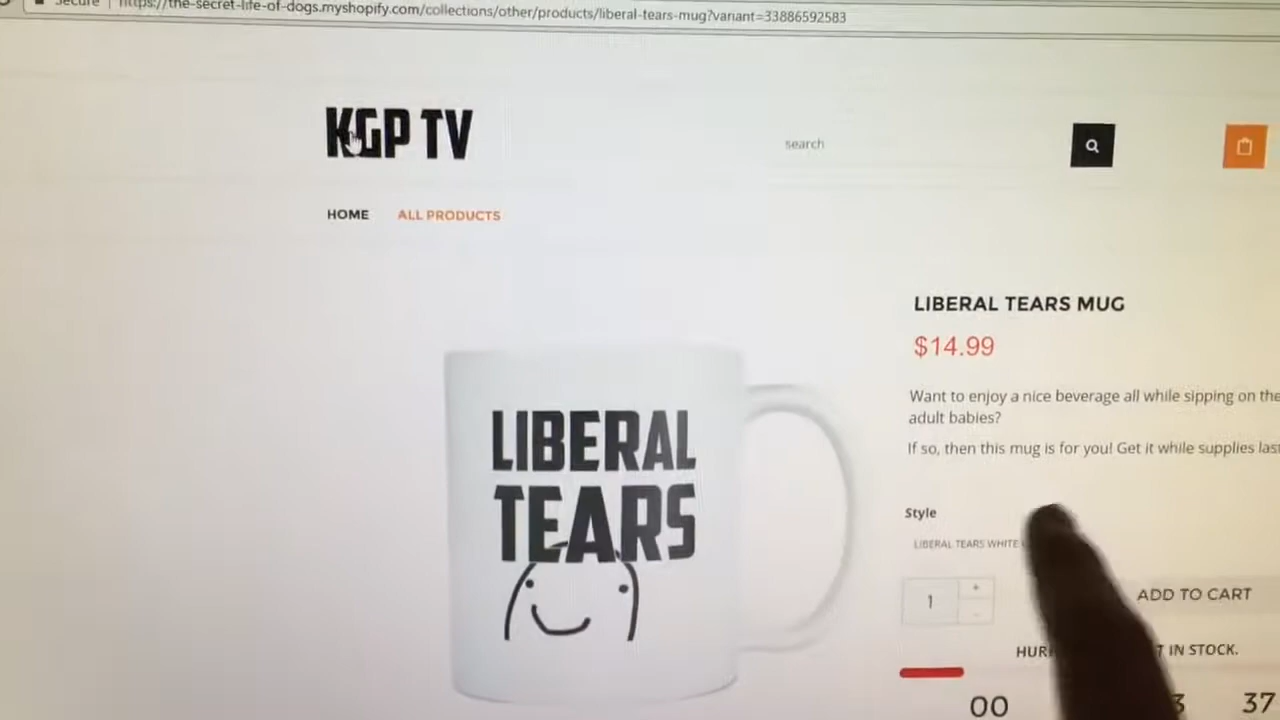 Secure https://the-secret-life-of-dogs.myshopify.com/collections/other/products/liberal-tears-mug?variant=33886592583
KGP TV
search
HOME ALL PRODUCTS
LIBERAL TEARS MUG
$14.99
Want to enjoy a nice beverage all while sipping on the
adult babies?
If so, then this mug is for you! Get it while supplies last
LIBERAL
TEARS
Style
LIBERAL TEARS WHITE
1 +
-
ADD TO CART
IN STOCK.
00 37